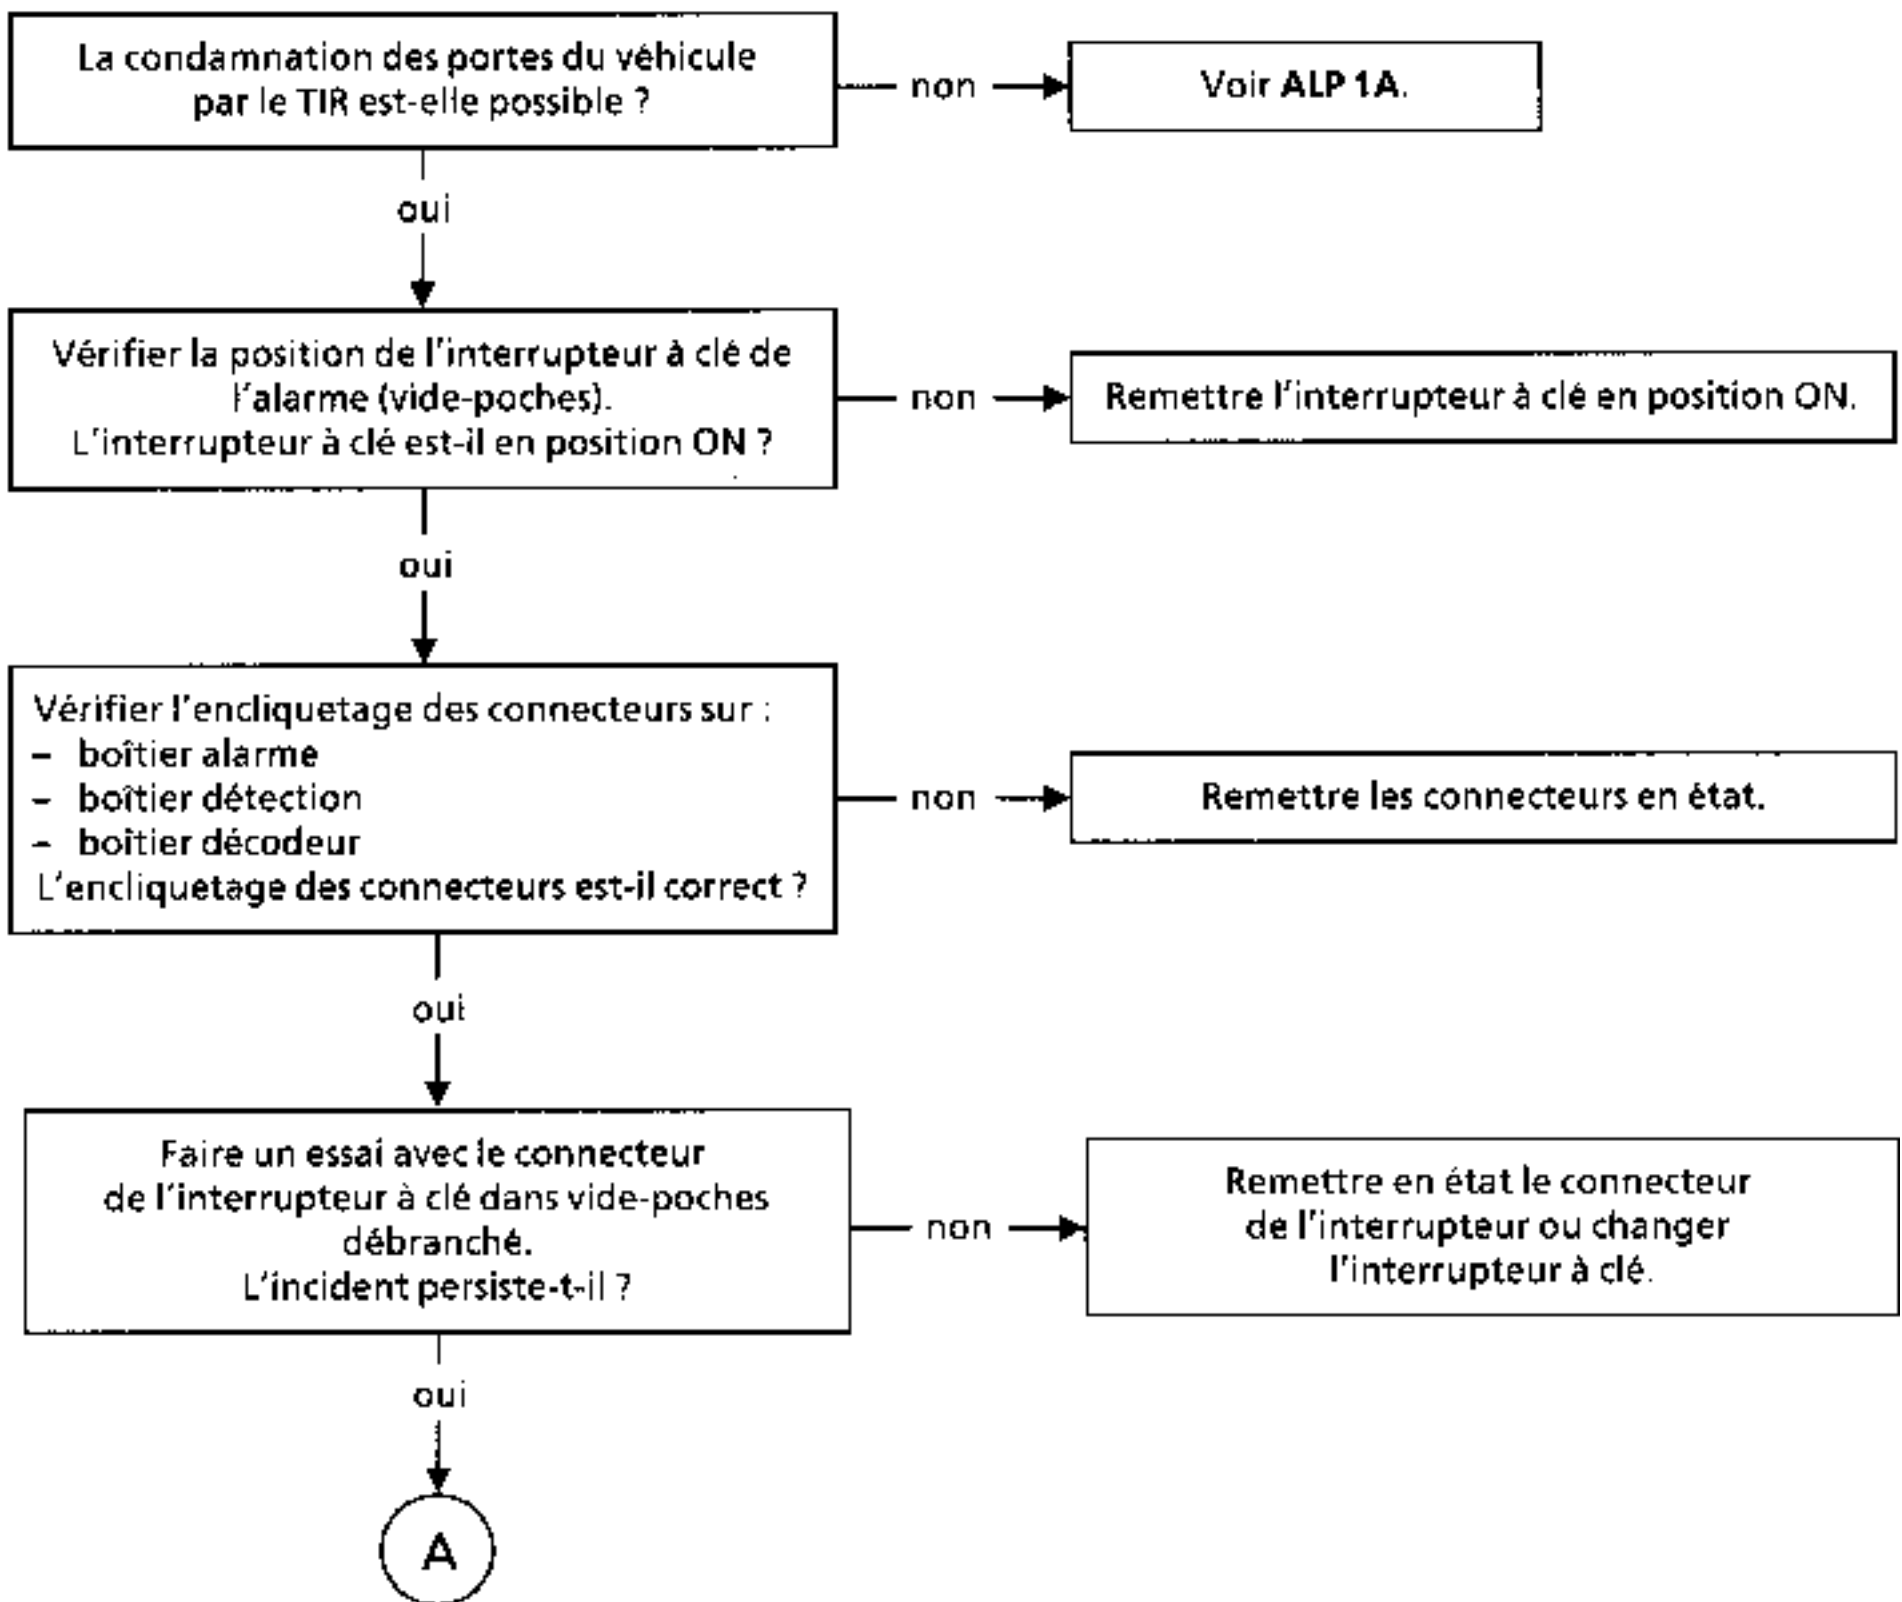 La condamnation des portes du véhicule
par le TIR est-elle possible ?
non
Voir ALP 1A.
oui
Vérifier la position de l'interrupteur à clé de
l'alarme (vide-poches).
L'interrupteur à clé est-il en position ON ?
non
Remettre l'interrupteur à clé en position ON.
oui
Vérifier l'encliquetage des connecteurs sur :
– boîtier alarme
– boîtier détection
– boîtier décodeur
L'encliquetage des connecteurs est-il correct ?
non
Remettre les connecteurs en état.
oui
Faire un essai avec le connecteur
de l'interrupteur à clé dans vide-poches
débranché.
L'incident persiste-t-il ?
non
Remettre en état le connecteur
de l'interrupteur ou changer
l'interrupteur à clé.
oui
A